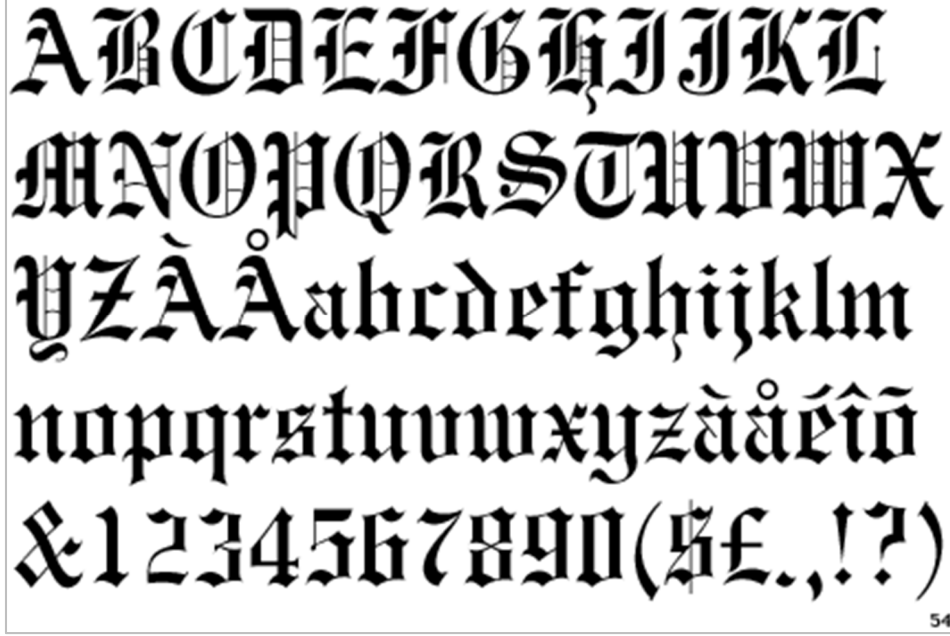 ABCDEFGHIJKL
MNOPQRSTUVWX
YZÀÅabcdefghijklm
nopqrstuvwxyzàåéîõ
&1234567890($£.,!?)
54